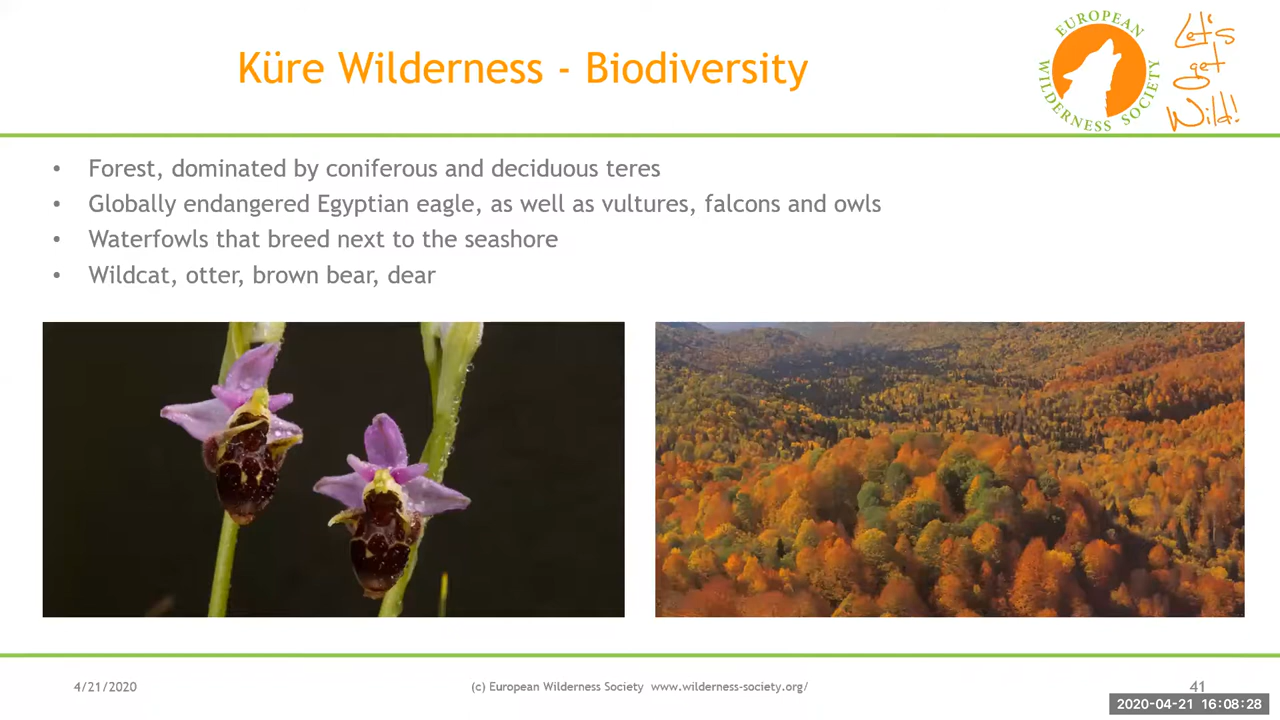 Küre Wilderness - Biodiversity
EUROPEAN
WILDERNESS SOCIETY
Let's
get
Wild!
• Forest, dominated by coniferous and deciduous teres
• Globally endangered Egyptian eagle, as well as vultures, falcons and owls
• Waterfowls that breed next to the seashore
• Wildcat, otter, brown bear, dear
4/21/2020
(c) European Wilderness Society www.wilderness-society.org/
41
2020-04-21 16:08:28